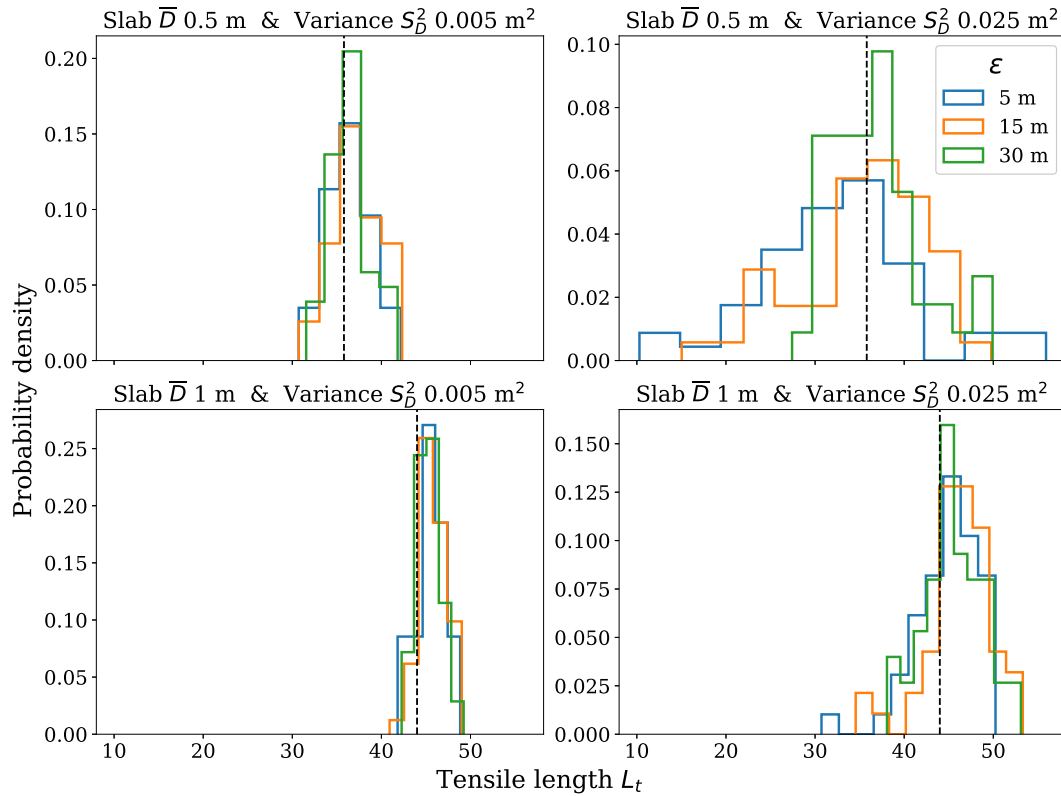 Slab D̅ 0.5 m & Variance S²_D 0.005 m²
Slab D̅ 0.5 m & Variance S²_D 0.025 m²
0.20
0.15
0.10
0.05
0.00
0.10
0.08
0.06
0.04
0.02
0.00
ε
5 m
15 m
30 m
Probability density
Slab D̅ 1 m & Variance S²_D 0.005 m²
Slab D̅ 1 m & Variance S²_D 0.025 m²
0.25
0.20
0.15
0.10
0.05
0.00
10 20 30 40 50
0.150
0.125
0.100
0.075
0.050
0.025
0.000
10 20 30 40 50
Tensile length L_t